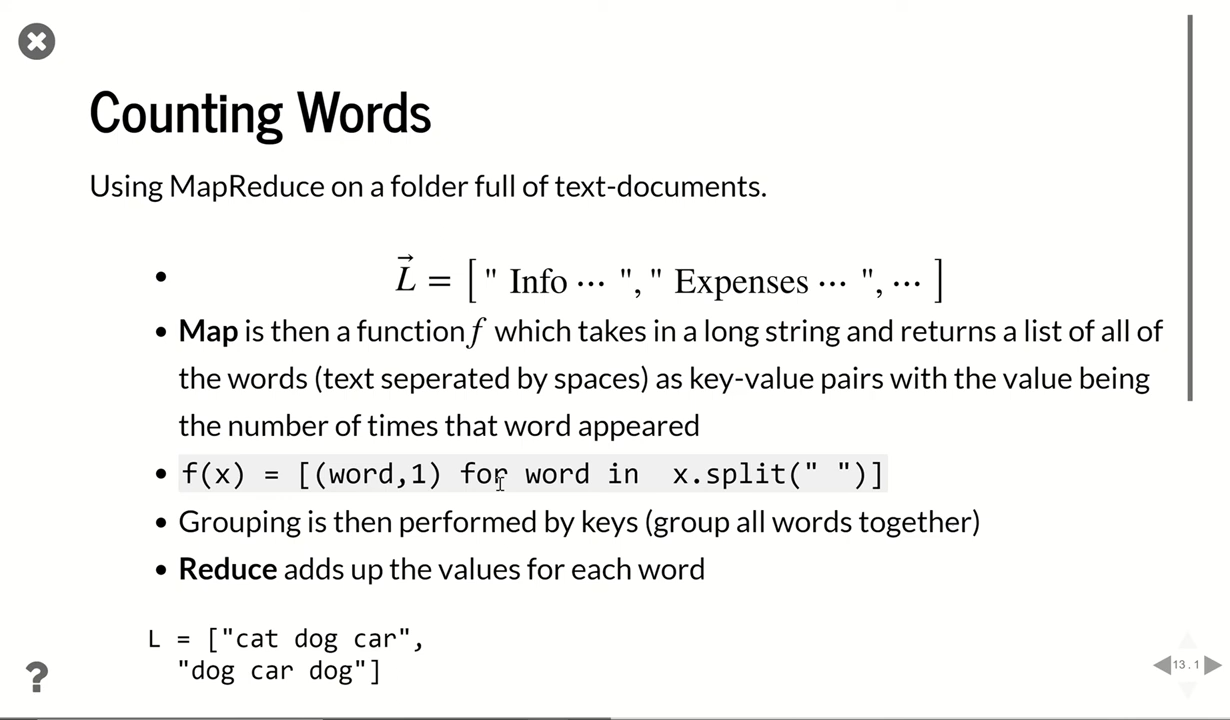 Counting Words
Using MapReduce on a folder full of text-documents.
L⃗ = [" Info ⋯ ", " Expenses ⋯ ", ⋯ ]
Map is then a function f which takes in a long string and returns a list of all of
the words (text seperated by spaces) as key-value pairs with the value being
the number of times that word appeared
f(x) = [(word,1) for word in  x.split(" ")]
Grouping is then performed by keys (group all words together)
Reduce adds up the values for each word
L = ["cat dog car",
"dog car dog"]
?
13 . 1